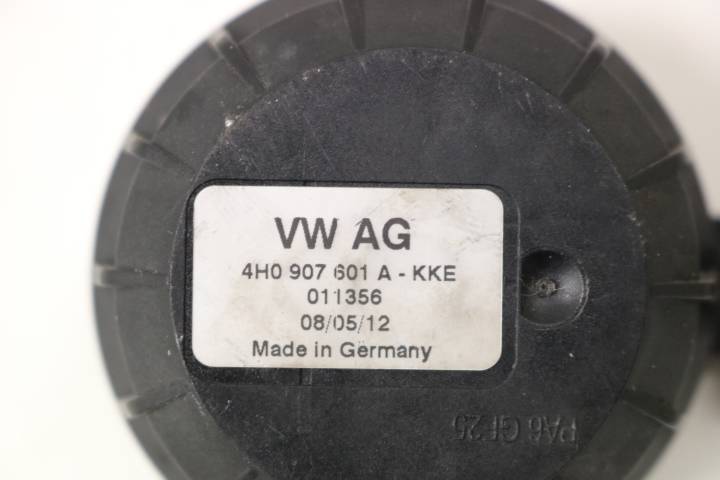 VW AG
4H0 907 601 A - KKE
011356
08/05/12
Made in Germany
PA6 GF25